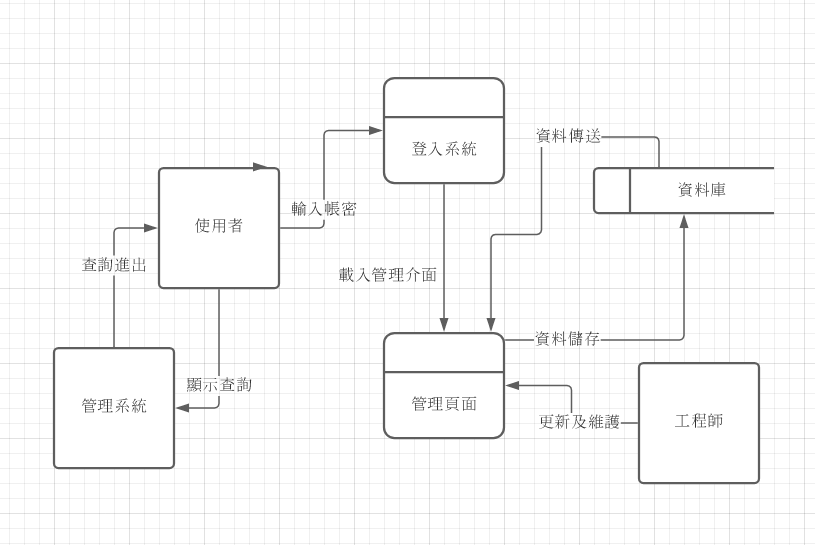 資料傳送
登入系統
資料庫
輸入帳密
使用者
查詢進出
載入管理介面
資料儲存
顯示查詢
管理系統
管理頁面
更新及維護
工程師